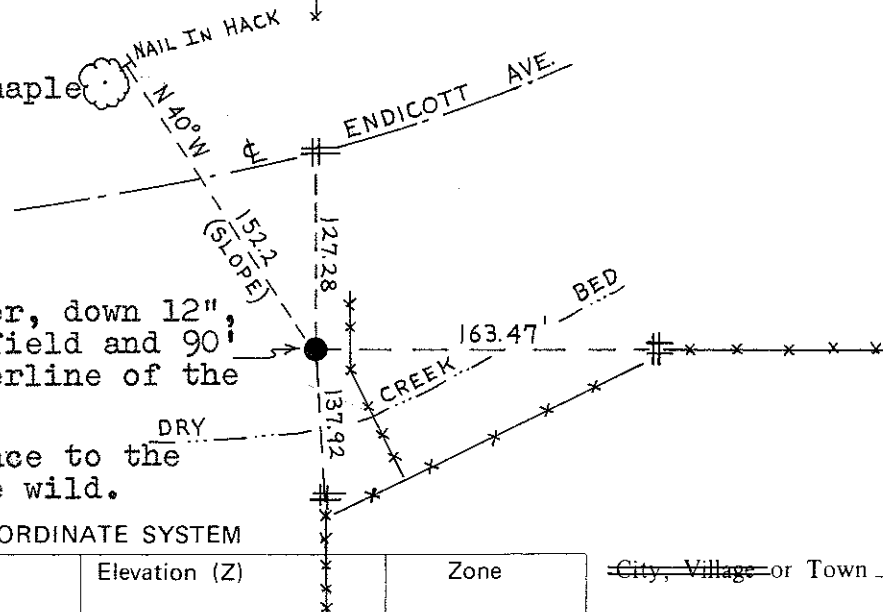 NAIL IN HACK
maple
N 40° W
℄
ENDICOTT AVE.
152.2
(SLOPE)
127.28
er, down 12",
field and 90'
erline of the
163.47'
BED
CREEK
DRY
137.92
ace to the
e wild.
ORDINATE SYSTEM
Elevation (Z)
Zone
City, Village or Town